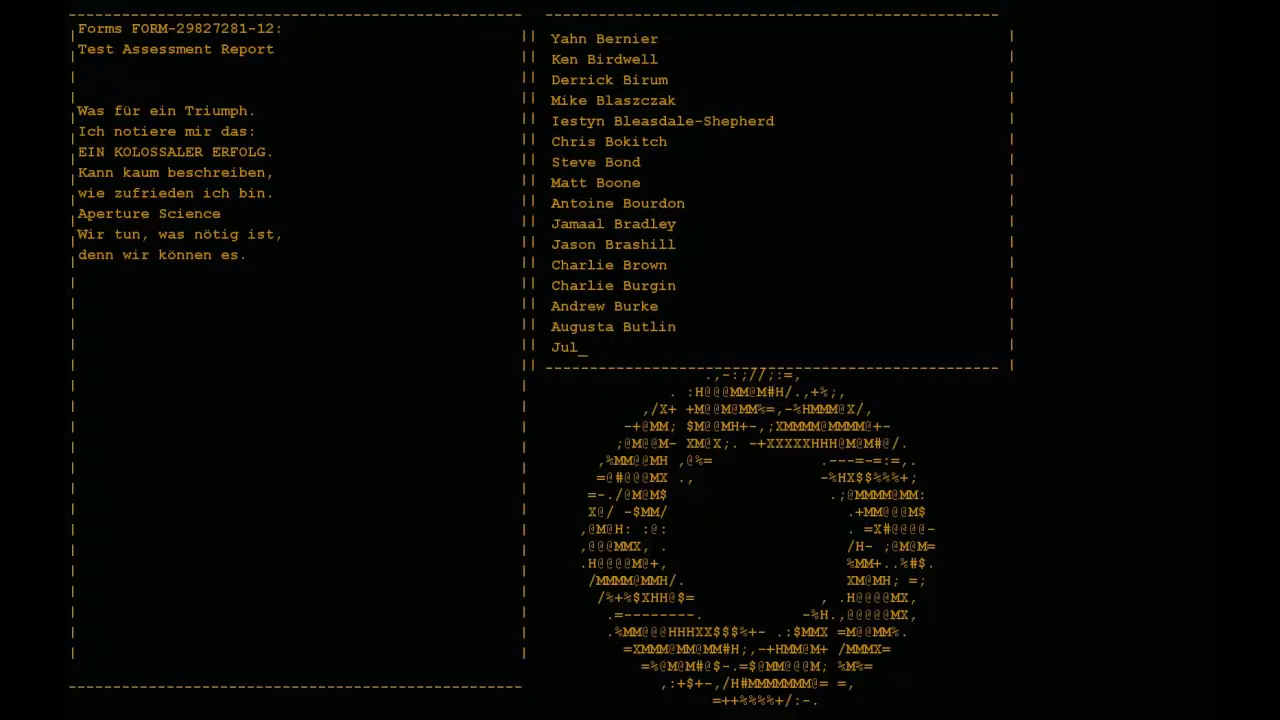 Forms FORM-29827281-12:
Test Assessment Report
Was für ein Triumph.
Ich notiere mir das:
EIN KOLOSSALER ERFOLG.
Kann kaum beschreiben,
wie zufrieden ich bin.
Aperture Science
Wir tun, was nötig ist,
denn wir können es.
Yahn Bernier
Ken Birdwell
Derrick Birum
Mike Blaszczak
Iestyn Bleasdale-Shepherd
Chris Bokitch
Steve Bond
Matt Boone
Antoine Bourdon
Jamaal Bradley
Jason Brashill
Charlie Brown
Charlie Burgin
Andrew Burke
Augusta Butlin
Jul_